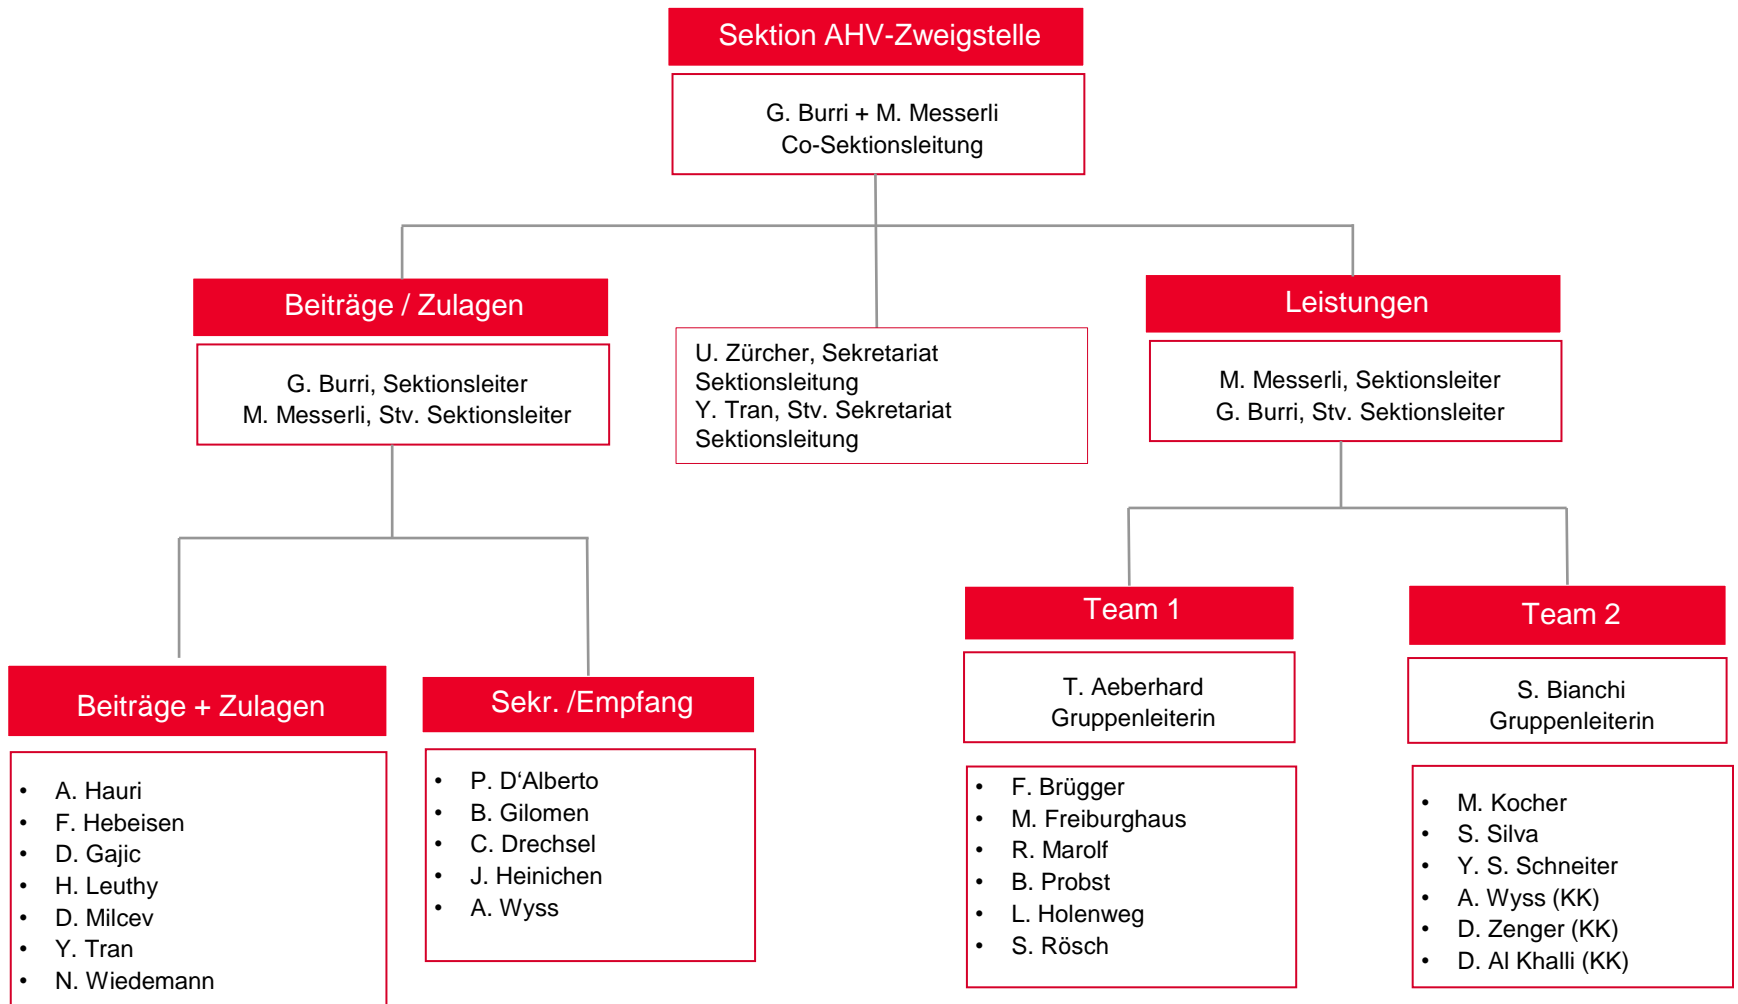 Sektion AHV-Zweigstelle
G. Burri + M. Messerli
Co-Sektionsleitung
Beiträge / Zulagen
G. Burri, Sektionsleiter
M. Messerli, Stv. Sektionsleiter
U. Zürcher, Sekretariat
Sektionsleitung
Y. Tran, Stv. Sekretariat
Sektionsleitung
Leistungen
M. Messerli, Sektionsleiter
G. Burri, Stv. Sektionsleiter
Beiträge + Zulagen
• A. Hauri
• F. Hebeisen
• D. Gajic
• H. Leuthy
• D. Milcev
• Y. Tran
• N. Wiedemann
Sekr. /Empfang
• P. D‘Alberto
• B. Gilomen
• C. Drechsel
• J. Heinichen
• A. Wyss
Team 1
T. Aeberhard
Gruppenleiterin
• F. Brügger
• M. Freiburghaus
• R. Marolf
• B. Probst
• L. Holenweg
• S. Rösch
Team 2
S. Bianchi
Gruppenleiterin
• M. Kocher
• S. Silva
• Y. S. Schneiter
• A. Wyss (KK)
• D. Zenger (KK)
• D. Al Khalli (KK)